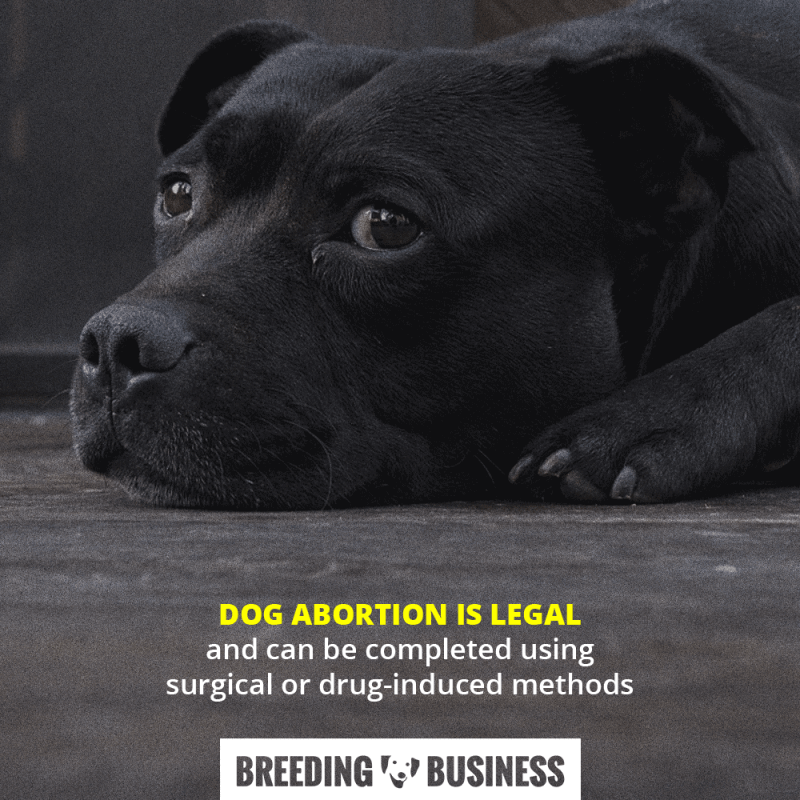 DOG ABORTION IS LEGAL
and can be completed using
surgical or drug-induced methods
BREEDING BUSINESS